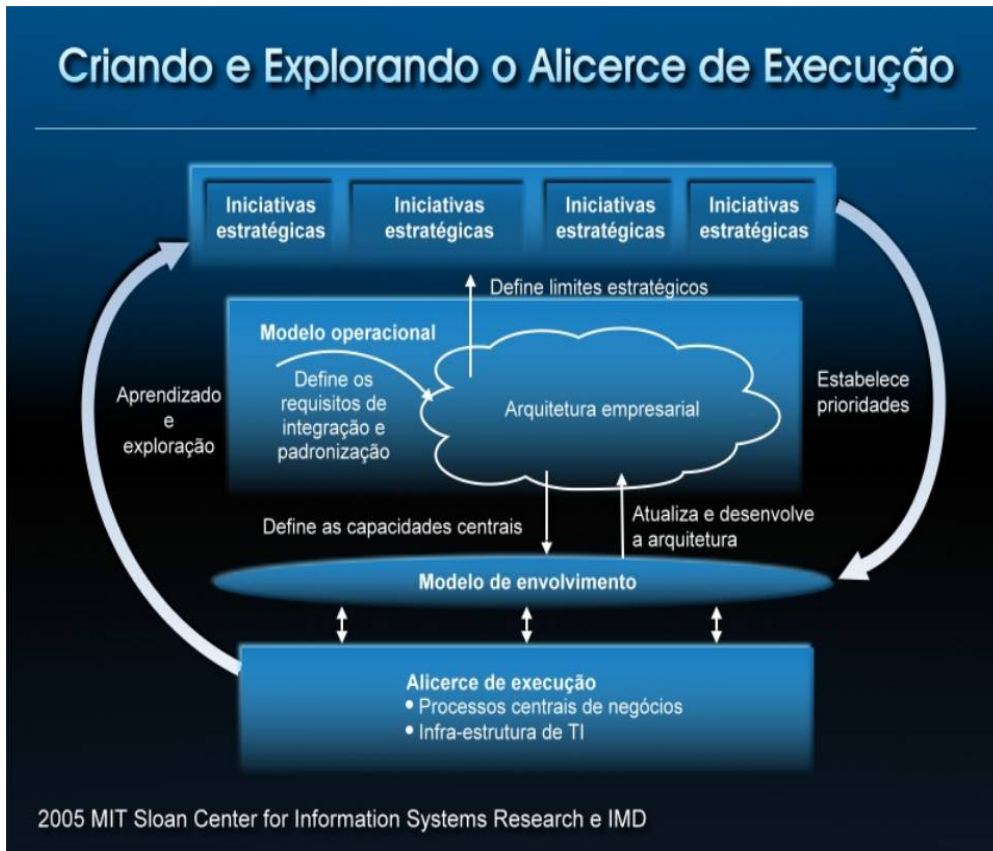 Criando e Explorando o Alicerce de Execução
Iniciativas
estratégicas
Iniciativas
estratégicas
Iniciativas
estratégicas
Iniciativas
estratégicas
Define limites estratégicos
Modelo operacional
Define os
requisitos de
integração e
padronização
Arquitetura empresarial
Aprendizado
e
exploração
Estabelece
prioridades
Define as capacidades centrais
Atualiza e desenvolve
a arquitetura
Modelo de envolvimento
Alicerce de execução
• Processos centrais de negócios
• Infra-estrutura de TI
2005 MIT Sloan Center for Information Systems Research e IMD